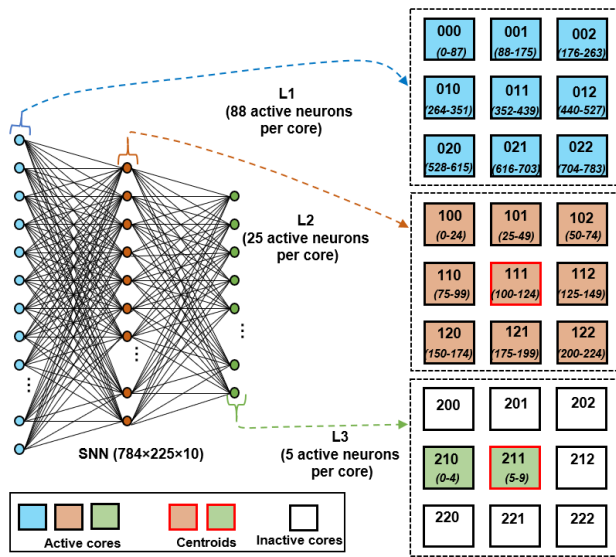 000 001 002
(0-87) (88-175) (176-263)
L1
(88 active neurons
per core)
010 011 012
(264-351) (352-439) (440-527)
020 021 022
(528-615) (616-703) (704-783)
L2
(25 active neurons
per core)
100 101 102
(0-24) (25-49) (50-74)
110 111 112
(75-99) (100-124) (125-149)
120 121 122
(150-174) (175-199) (200-224)
SNN (784×225×10)
L3
(5 active neurons
per core)
200 201 202
210 211 212
(0-4) (5-9)
220 221 222
Active cores Centroids Inactive cores